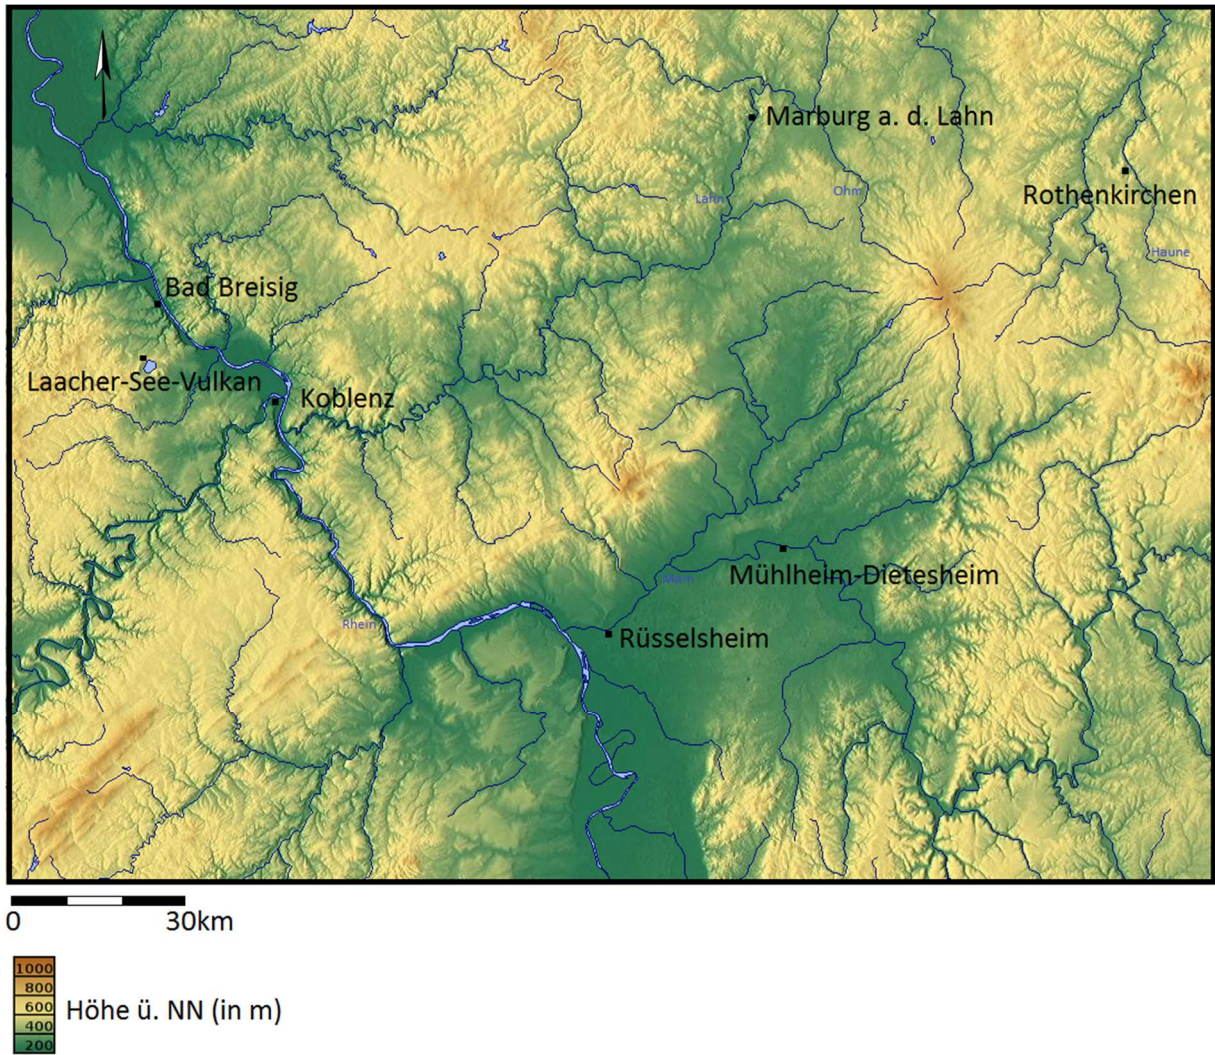 Marburg a. d. Lahn
Rothenkirchen
Lahn
Ohm
Haune
Bad Breisig
Laacher-See-Vulkan
Koblenz
Mühlheim-Dietesheim
Main
Rhein
Rüsselsheim
0 30km
1000
800
600
400
200
Höhe ü. NN (in m)